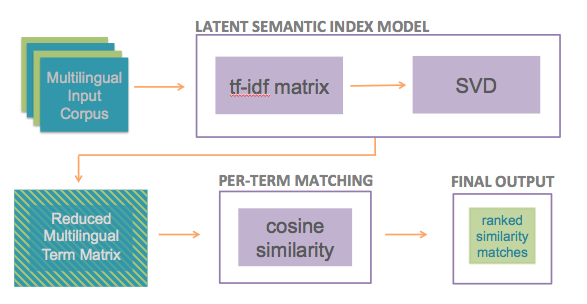 LATENT SEMANTIC INDEX MODEL
Multilingual
Input
Corpus
tf-idf matrix
SVD
PER-TERM MATCHING
FINAL OUTPUT
Reduced
Multilingual
Term Matrix
cosine
similarity
ranked
similarity
matches